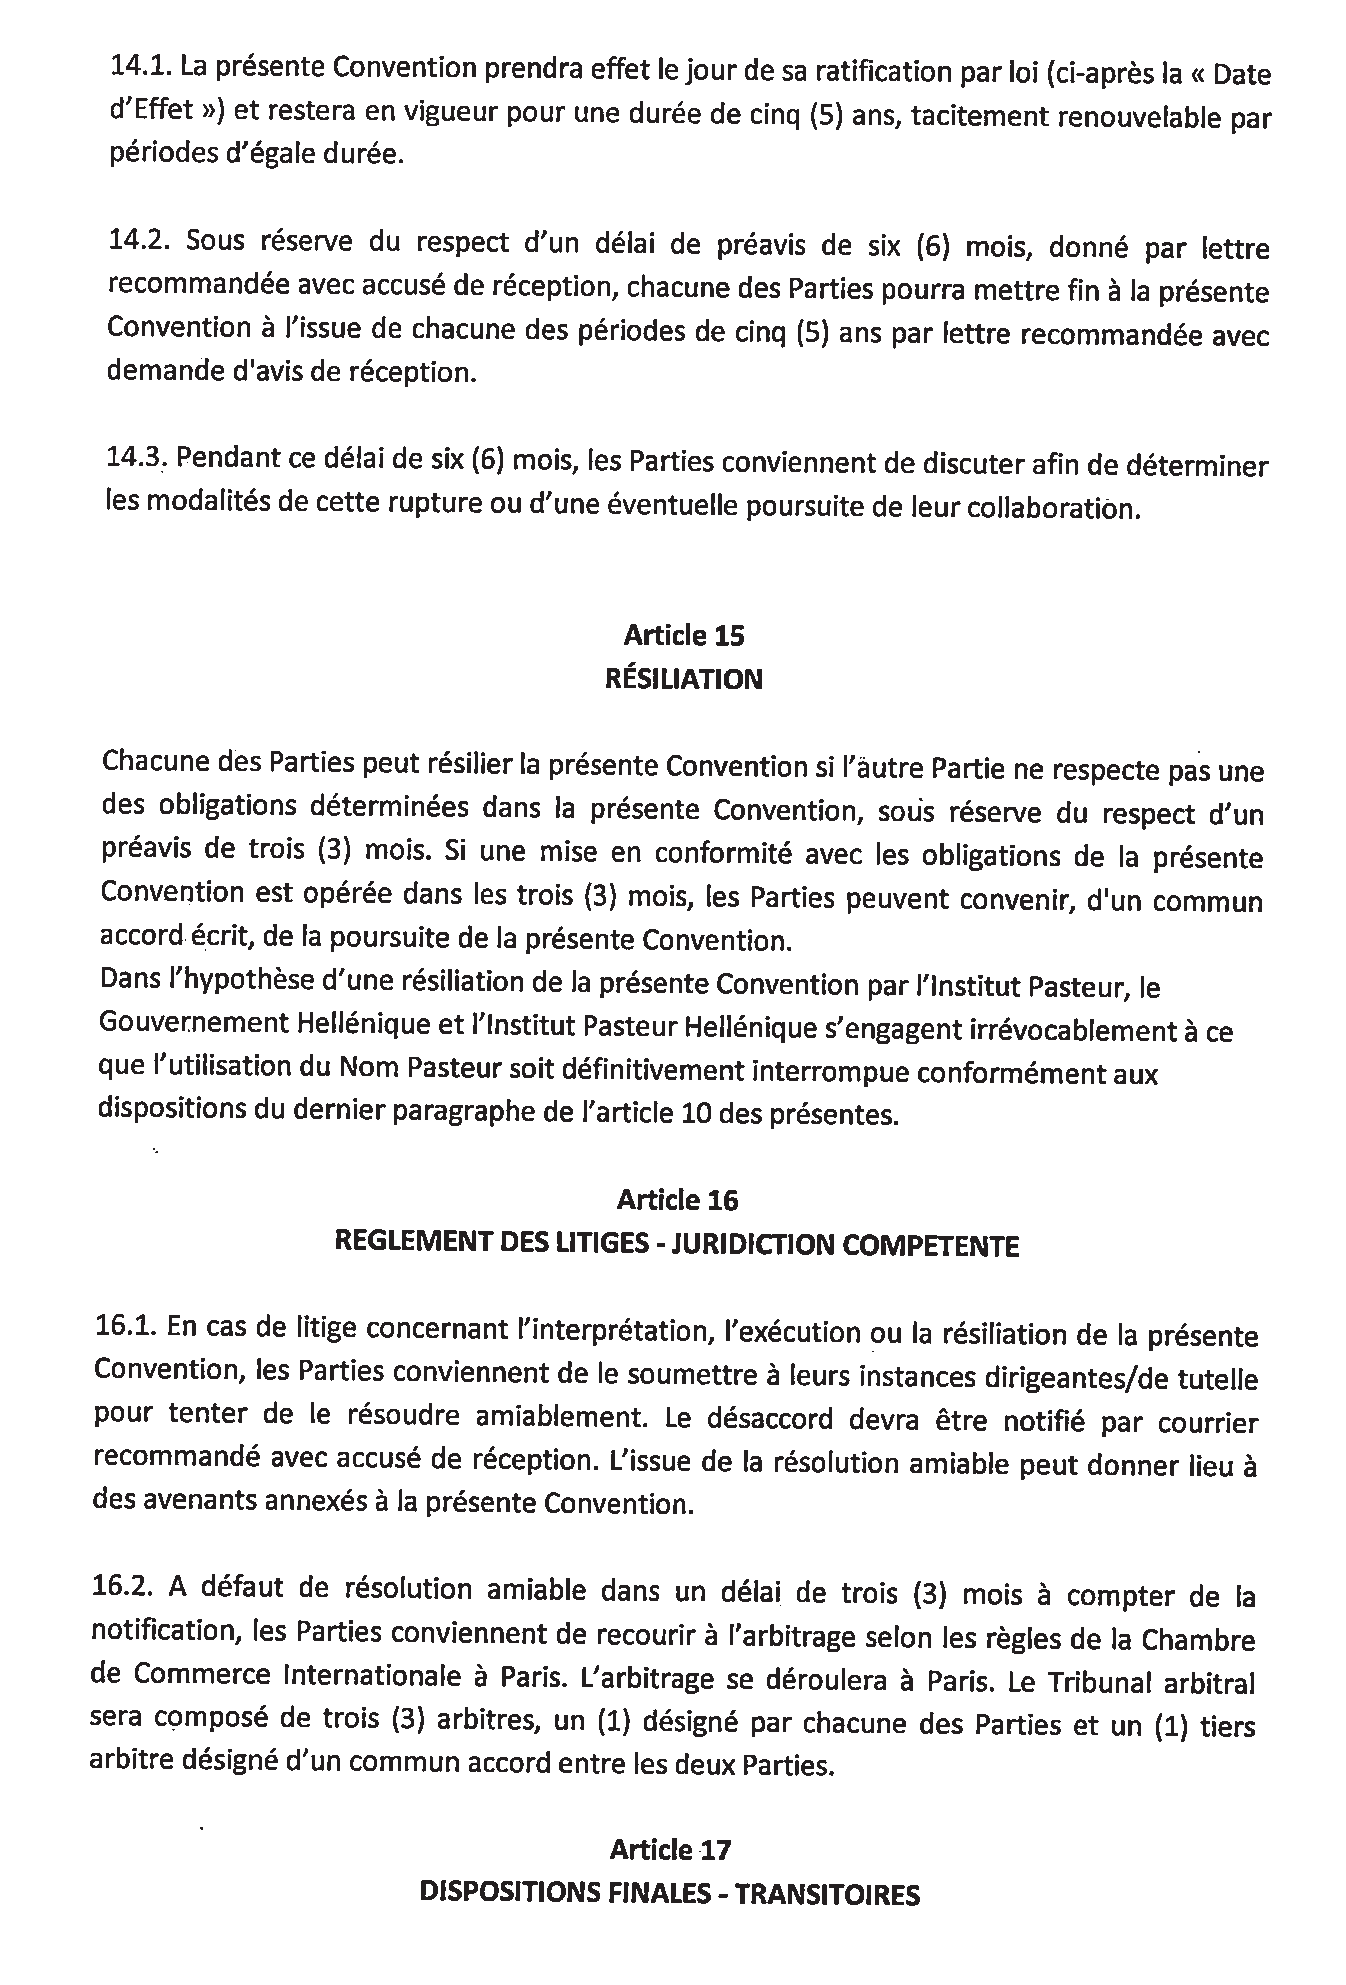 14.1. La présente Convention prendra effet le jour de sa ratification par loi (ci-après la « Date
d’Effet ») et restera en vigueur pour une durée de cinq (5) ans, tacitement renouvelable par
périodes d’égale durée.
14.2. Sous réserve du respect d’un délai de préavis de six (6) mois, donné par lettre
recommandée avec accusé de réception, chacune des Parties pourra mettre fin à la présente
Convention à l’issue de chacune des périodes de cinq (5) ans par lettre recommandée avec
demande d'avis de réception.
14.3. Pendant ce délai de six (6) mois, les Parties conviennent de discuter afin de déterminer
les modalités de cette rupture ou d’une éventuelle poursuite de leur collaboration.
Article 15
RÉSILIATION
Chacune des Parties peut résilier la présente Convention si l’autre Partie ne respecte pas une
des obligations déterminées dans la présente Convention, sous réserve du respect d’un
préavis de trois (3) mois. Si une mise en conformité avec les obligations de la présente
Convention est opérée dans les trois (3) mois, les Parties peuvent convenir, d'un commun
accord écrit, de la poursuite de la présente Convention.
Dans l’hypothèse d’une résiliation de la présente Convention par l’Institut Pasteur, le
Gouvernement Hellénique et l’Institut Pasteur Hellénique s’engagent irrévocablement à ce
que l’utilisation du Nom Pasteur soit définitivement interrompue conformément aux
dispositions du dernier paragraphe de l’article 10 des présentes.
Article 16
REGLEMENT DES LITIGES - JURIDICTION COMPETENTE
16.1. En cas de litige concernant l’interprétation, l’exécution ou la résiliation de la présente
Convention, les Parties conviennent de le soumettre à leurs instances dirigeantes/de tutelle
pour tenter de le résoudre amiablement. Le désaccord devra être notifié par courrier
recommandé avec accusé de réception. L’issue de la résolution amiable peut donner lieu à
des avenants annexés à la présente Convention.
16.2. A défaut de résolution amiable dans un délai de trois (3) mois à compter de la
notification, les Parties conviennent de recourir à l’arbitrage selon les règles de la Chambre
de Commerce Internationale à Paris. L’arbitrage se déroulera à Paris. Le Tribunal arbitral
sera composé de trois (3) arbitres, un (1) désigné par chacune des Parties et un (1) tiers
arbitre désigné d’un commun accord entre les deux Parties.
Article 17
DISPOSITIONS FINALES - TRANSITOIRES